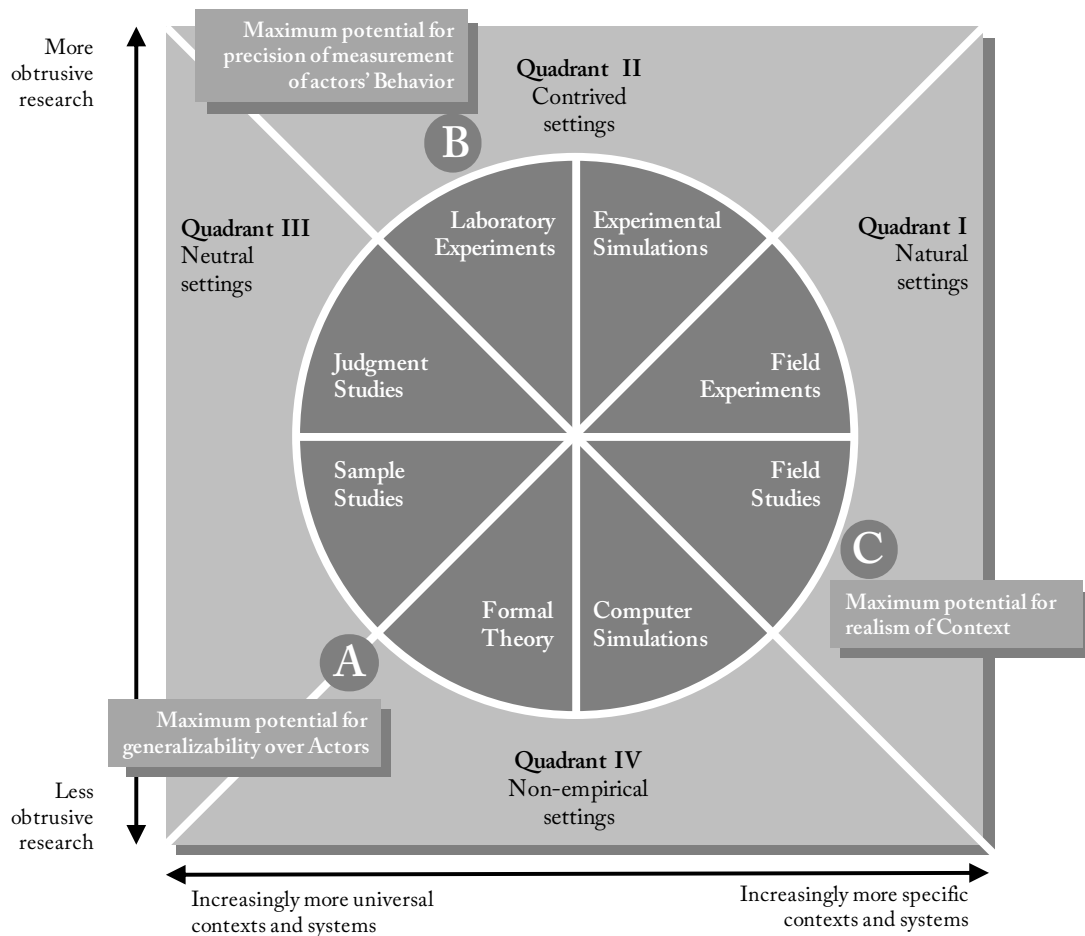 More
obtrusive
research
Maximum potential for
precision of measurement
of actors' Behavior
Quadrant II
Contrived
settings
B
Quadrant III
Neutral
settings
Laboratory
Experiments
Experimental
Simulations
Quadrant I
Natural
settings
Judgment
Studies
Field
Experiments
Sample
Studies
Field
Studies
C
Maximum potential for
realism of Context
Formal
Theory
Computer
Simulations
A
Maximum potential for
generalizability over Actors
Quadrant IV
Non-empirical
settings
Less
obtrusive
research
Increasingly more universal
contexts and systems
Increasingly more specific
contexts and systems